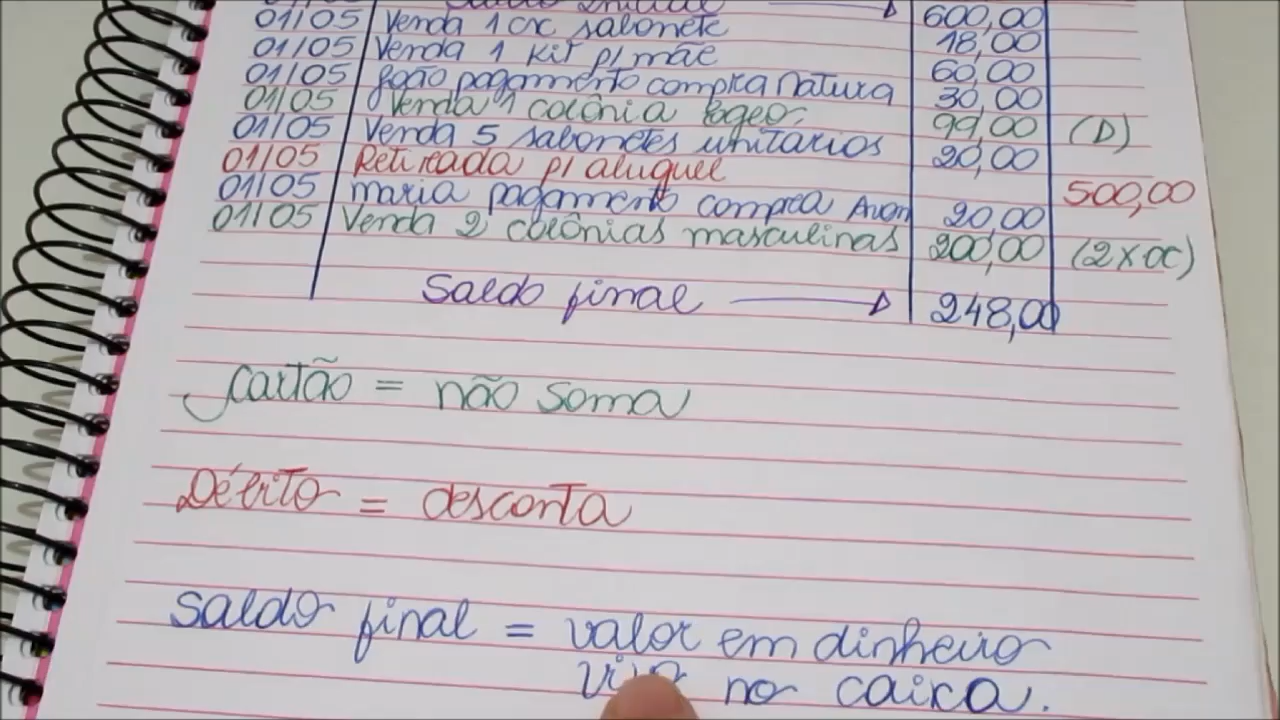 Saldo inicial 600,00
01/05 Venda 1 cx sabonete 18,00
01/05 Venda 1 Kit p/ mãe 60,00
01/05 João pagamento compra Natura 30,00
01/05 Venda 1 colônia Egeo 99,00 (D)
01/05 Venda 5 sabonetes unitários 20,00
01/05 Retirada p/ aluguel 500,00
01/05 maria pagamento compra Avon 20,00
01/05 Venda 2 colônias masculinas 200,00 (2x CC)
Saldo final 248,00
Cartão = não soma
Débito = desconta
Saldo final = valor em dinheiro
vivo no caixa.